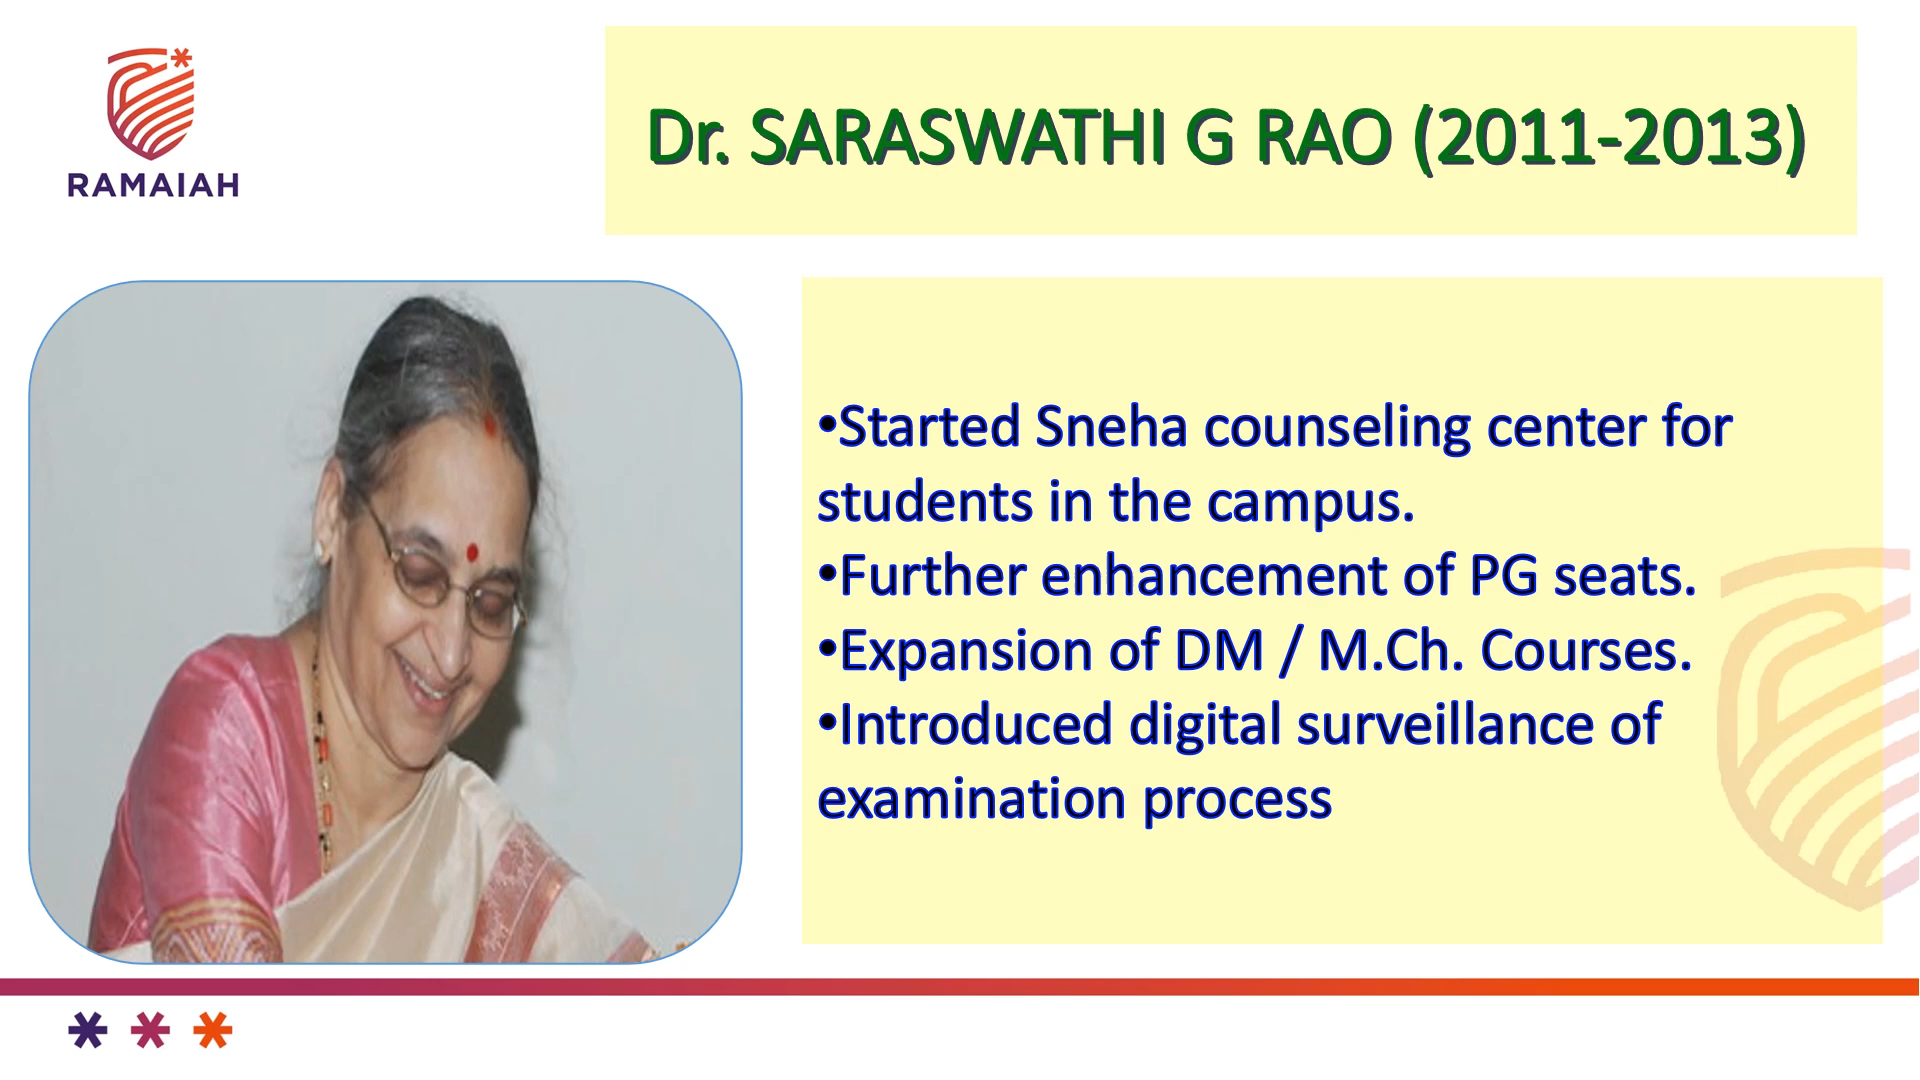 RAMAIAH
Dr. SARASWATHI G RAO (2011-2013)
•Started Sneha counseling center for
students in the campus.
•Further enhancement of PG seats.
•Expansion of DM / M.Ch. Courses.
•Introduced digital surveillance of
examination process